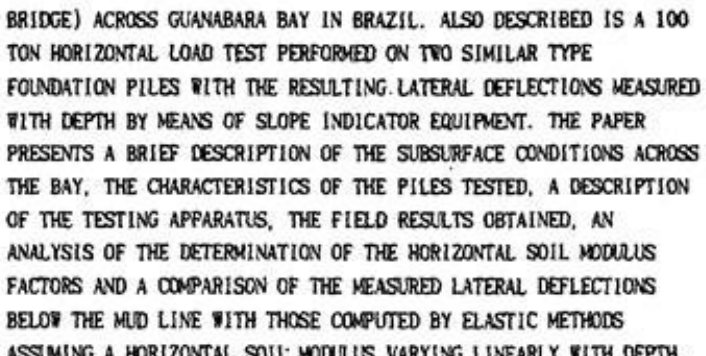 BRIDGE) ACROSS GUANABARA BAY IN BRAZIL. ALSO DESCRIBED IS A 100
TON HORIZONTAL LOAD TEST PERFORMED ON TWO SIMILAR TYPE
FOUNDATION PILES WITH THE RESULTING LATERAL DEFLECTIONS MEASURED
WITH DEPTH BY MEANS OF SLOPE INDICATOR EQUIPMENT. THE PAPER
PRESENTS A BRIEF DESCRIPTION OF THE SUBSURFACE CONDITIONS ACROSS
THE BAY, THE CHARACTERISTICS OF THE PILES TESTED, A DESCRIPTION
OF THE TESTING APPARATUS, THE FIELD RESULTS OBTAINED, AN
ANALYSIS OF THE DETERMINATION OF THE HORIZONTAL SOIL MODULUS
FACTORS AND A COMPARISON OF THE MEASURED LATERAL DEFLECTIONS
BELOW THE MUD LINE WITH THOSE COMPUTED BY ELASTIC METHODS
ASSUMING A HORIZONTAL SOIL MODULUS VARYING LINEARLY WITH DEPTH